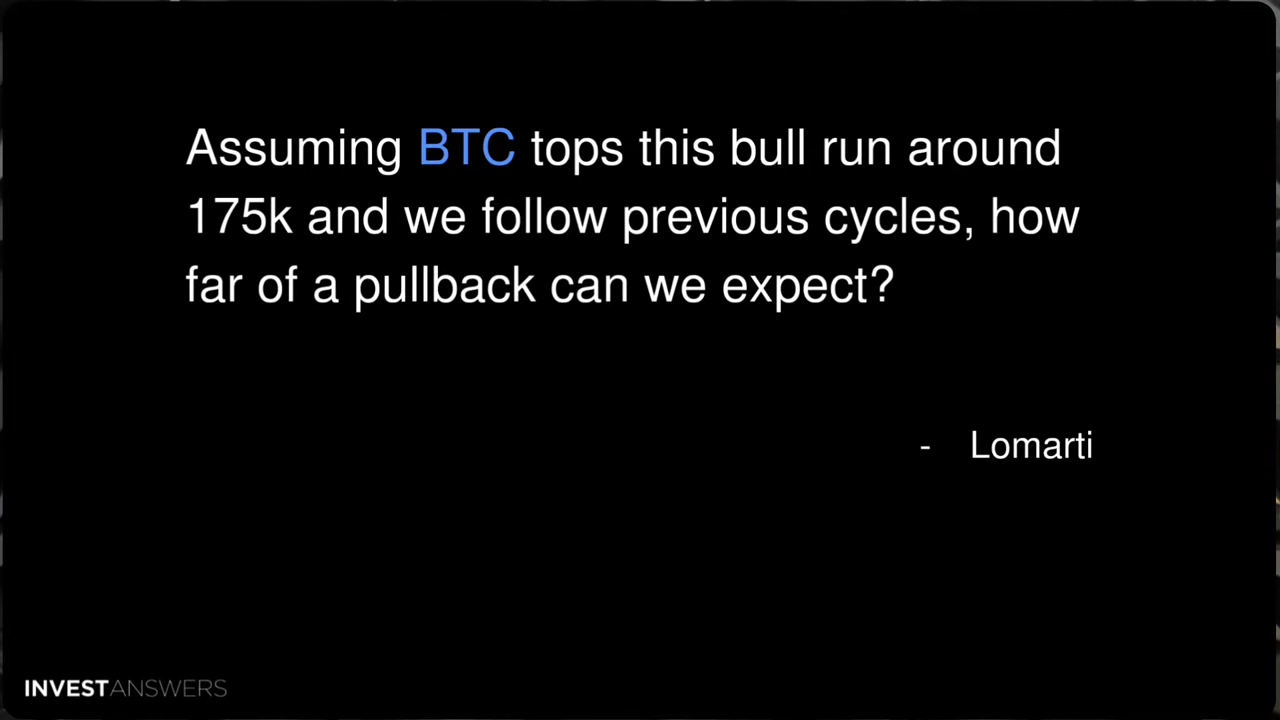 Assuming BTC tops this bull run around
175k and we follow previous cycles, how
far of a pullback can we expect?
- Lomarti
INVESTANSWERS